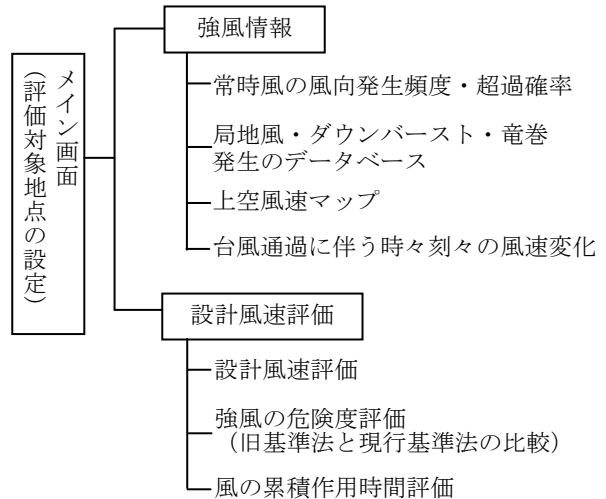 メイン画面
（評価対象地点の設定）
強風情報
常時風の風向発生頻度・超過確率
局地風・ダウンバースト・竜巻
発生のデータベース
上空風速マップ
台風通過に伴う時々刻々の風速変化
設計風速評価
設計風速評価
強風の危険度評価
（旧基準法と現行基準法の比較）
風の累積作用時間評価